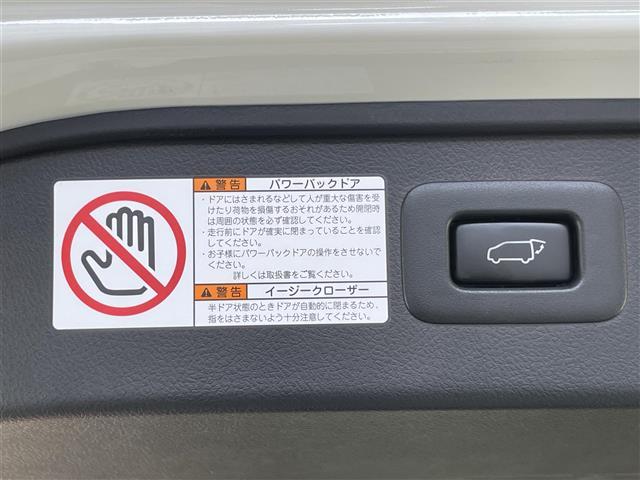 警告 パワーバックドア
・ドアにはさまれるなどして人が重大な傷害を受
けたり荷物を損傷するおそれがあるため開閉時
は周囲の状態を必ず確認してください。
・走行前にドアが確実に閉まっていることを確認
してください。
・お子様にパワーバックドアの操作をさせないで
ください。
詳しくは取扱書をご覧ください。
警告 イージークローザー
半ドア状態のときドアが自動的に閉まるため、
指をはさまないよう十分注意してください。